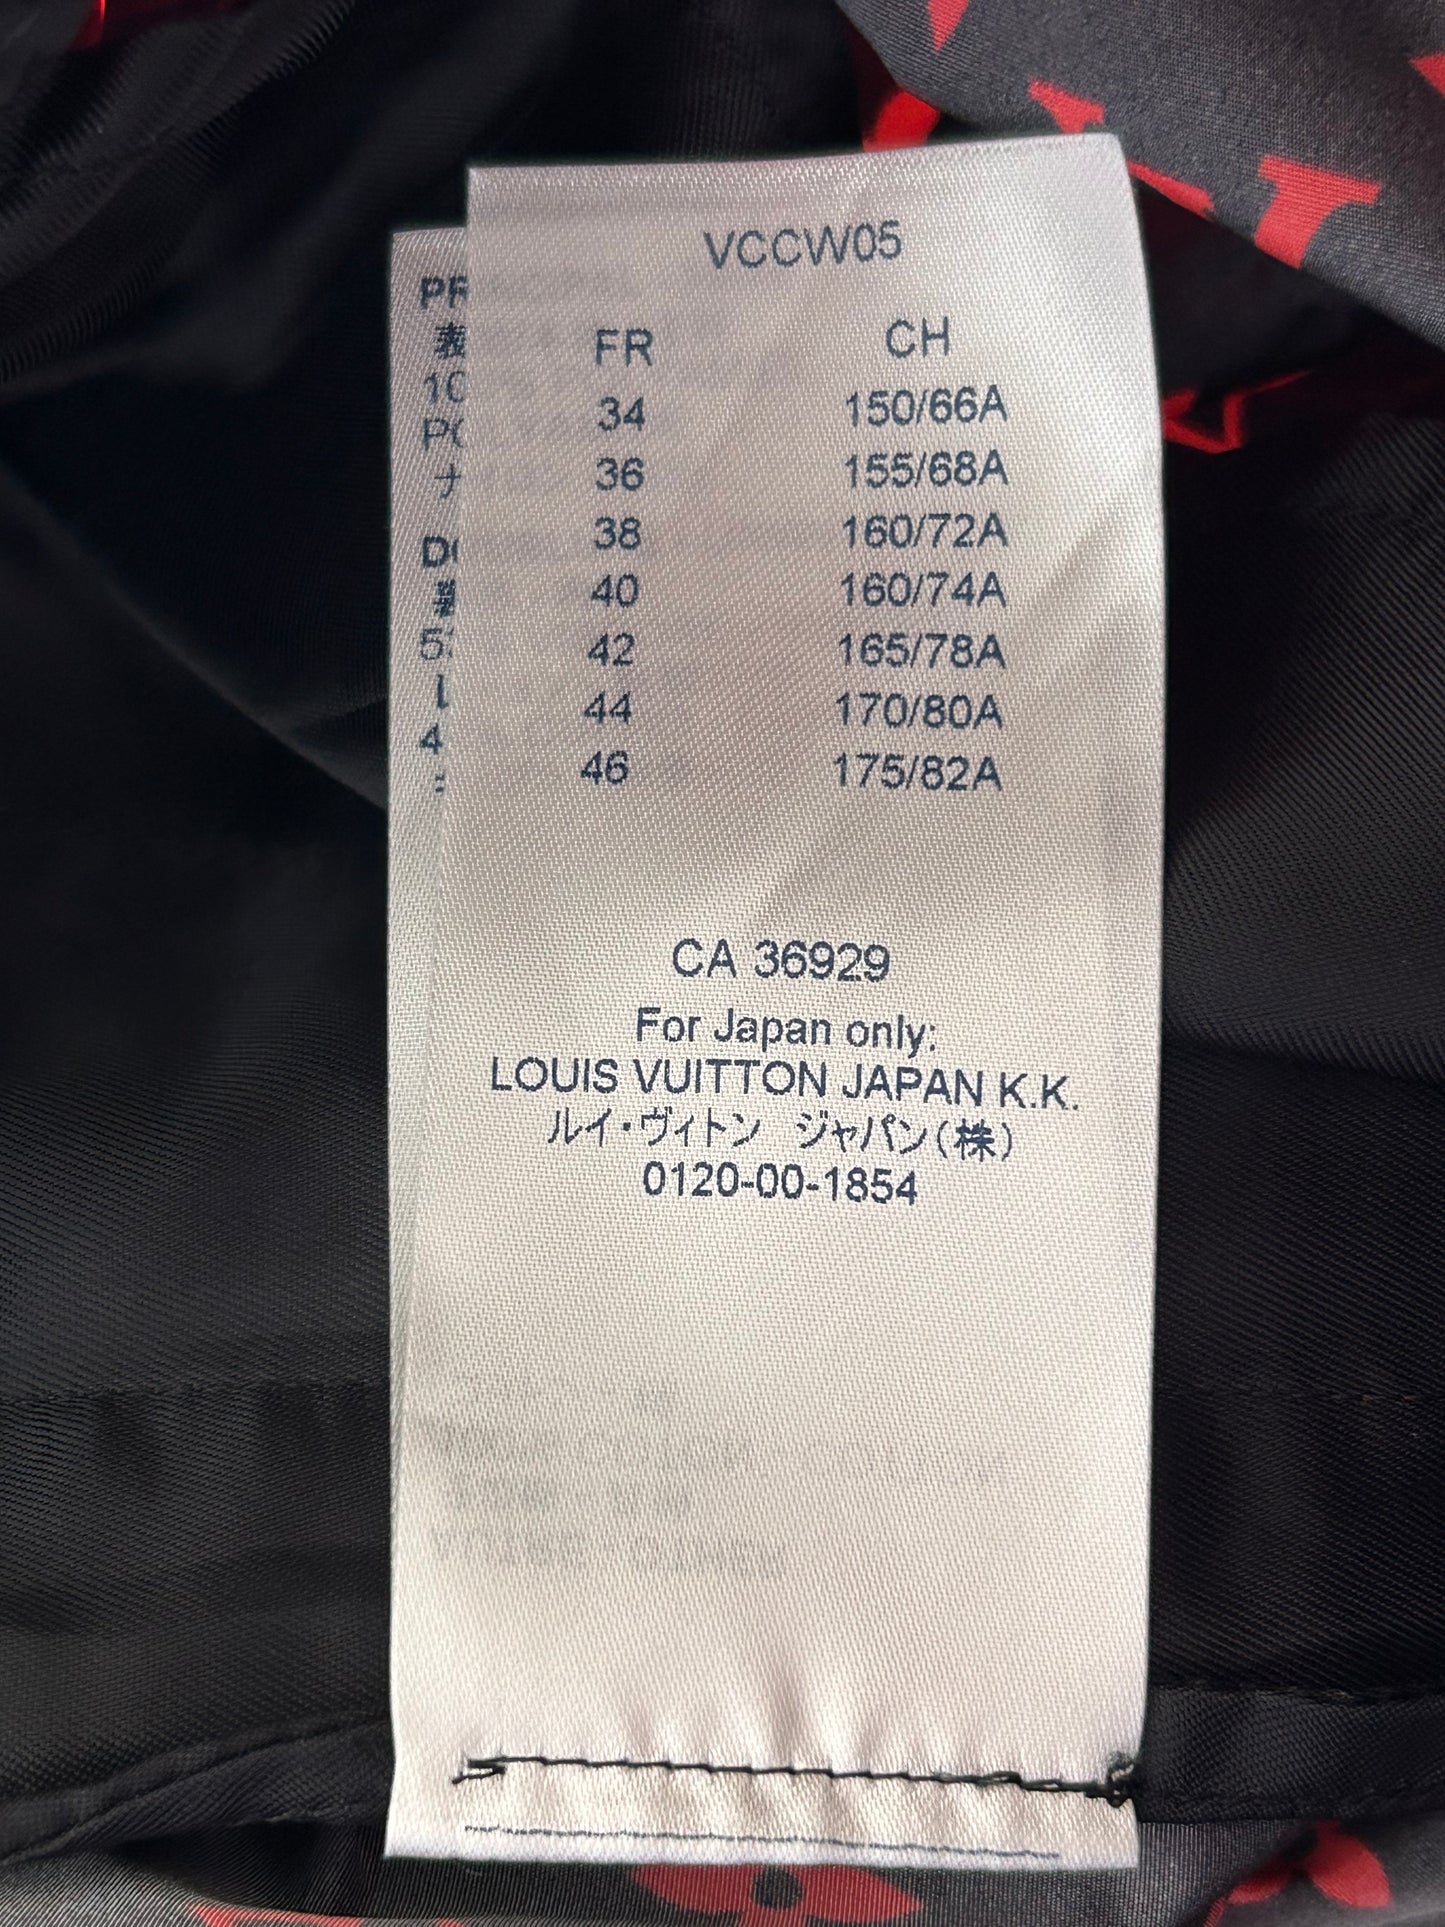 VCCW05
FR CH
34 150/66A
36 155/68A
38 160/72A
40 160/74A
42 165/78A
44 170/80A
46 175/82A
CA 36929
For Japan only:
LOUIS VUITTON JAPAN K.K.
ルイ・ヴィトン ジャパン(株)
0120-00-1854